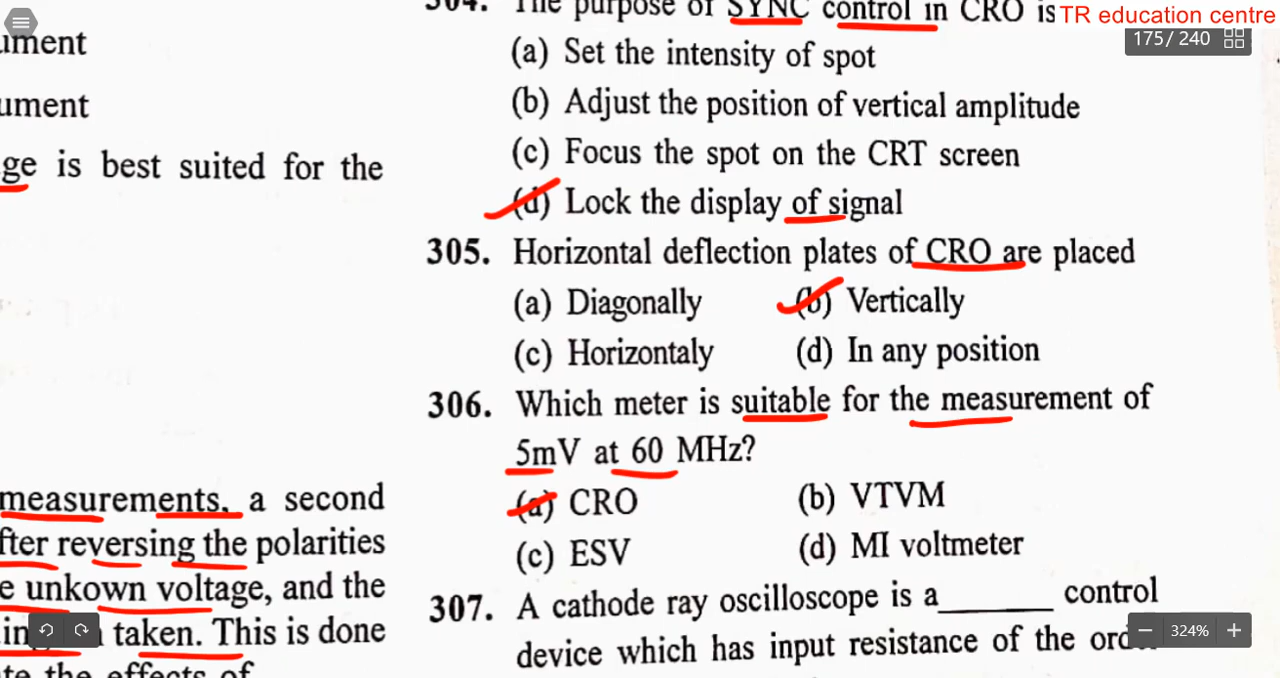 ument
ument
ge is best suited for the
measurements, a second
fter reversing the polarities
e unkown voltage, and the
taken. This is done
304. The purpose of SYNC control in CRO is
TR education centre
175/ 240
(a) Set the intensity of spot
(b) Adjust the position of vertical amplitude
(c) Focus the spot on the CRT screen
(d) Lock the display of signal
305. Horizontal deflection plates of CRO are placed
(a) Diagonally (b) Vertically
(c) Horizontaly (d) In any position
306. Which meter is suitable for the measurement of
5mV at 60 MHz?
(a) CRO (b) VTVM
(c) ESV (d) MI voltmeter
307. A cathode ray oscilloscope is a______ control
device which has input resistance of the ord
324%